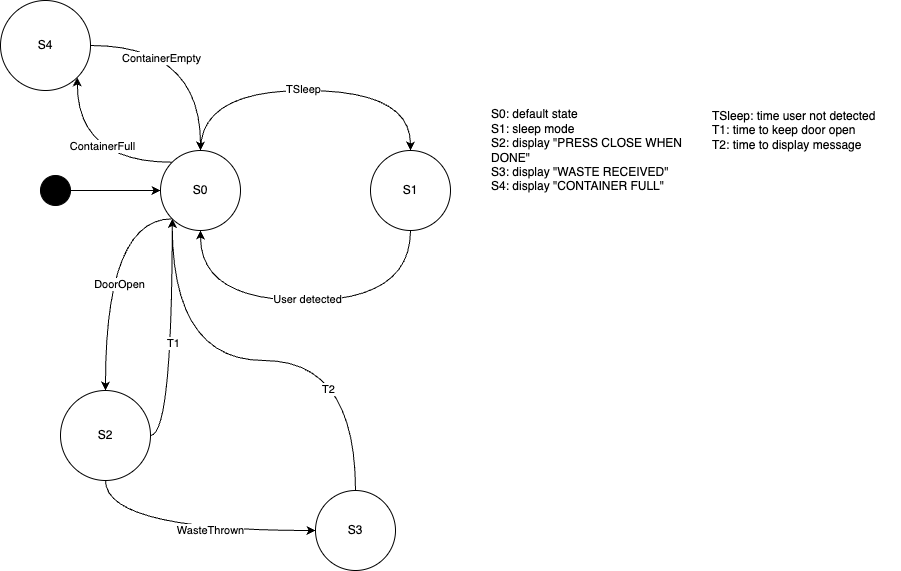 S4
ContainerEmpty
TSleep
ContainerFull
S0
S1
S0: default state
S1: sleep mode
S2: display "PRESS CLOSE WHEN
DONE"
S3: display "WASTE RECEIVED"
S4: display "CONTAINER FULL"
TSleep: time user not detected
T1: time to keep door open
T2: time to display message
DoorOpen
User detected
T1
T2
S2
WasteThrown
S3